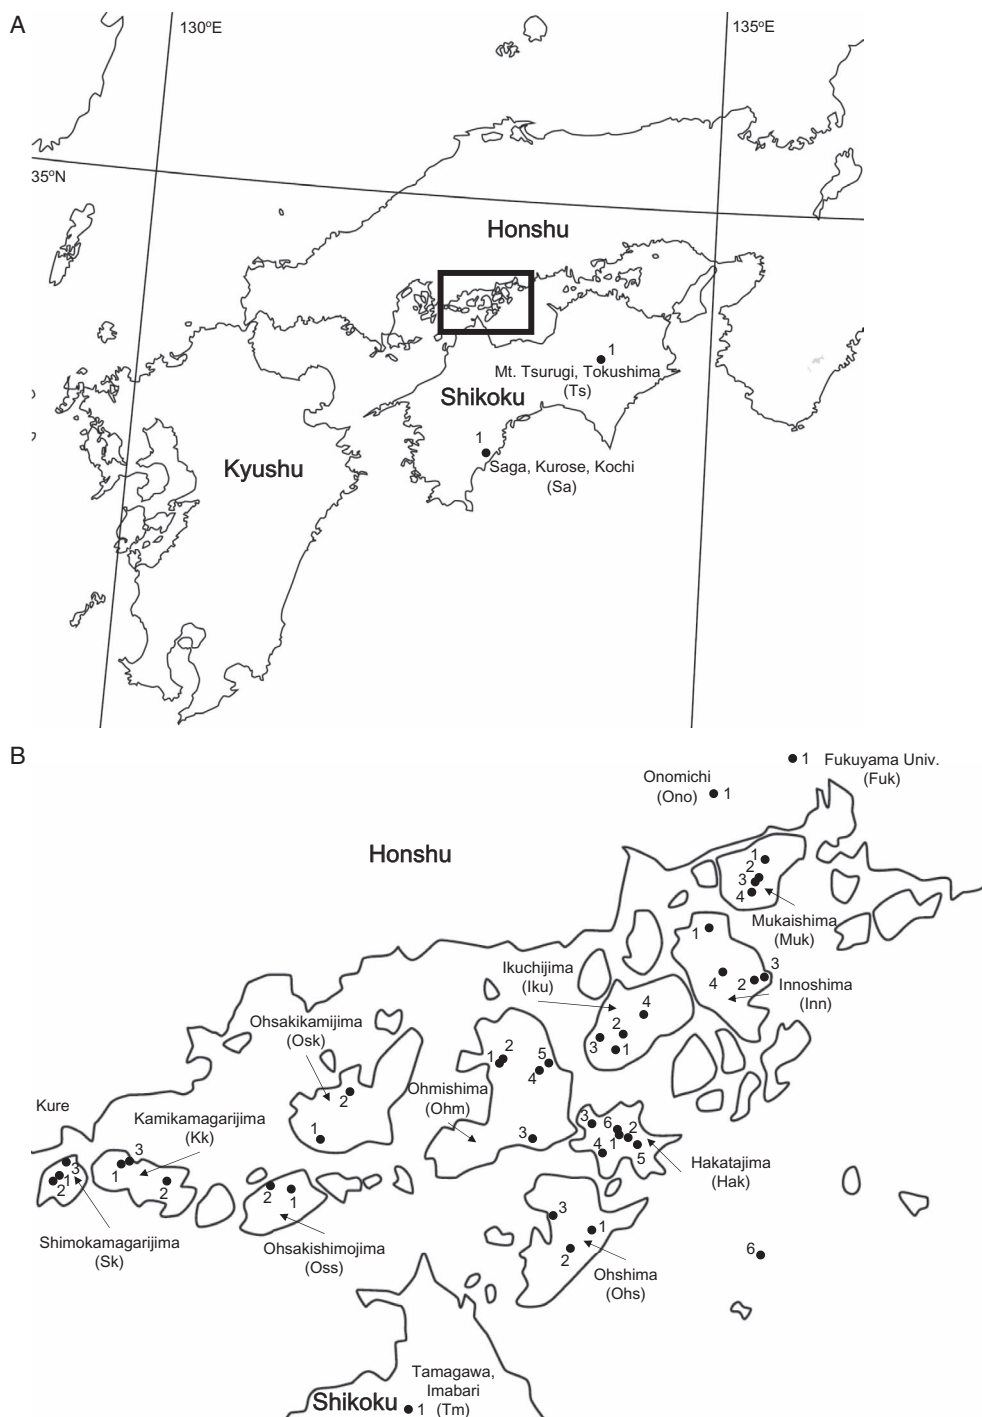 A
130°E
135°E
35°N
Honshu
1
Mt. Tsurugi, Tokushima
(Ts)
Shikoku
1
Saga, Kurose, Kochi
(Sa)
Kyushu
B
1 Fukuyama Univ.
(Fuk)
Onomichi
(Ono) 1
Honshu
1
2
3
4
Mukaishima
(Muk)
1
3
4 2
Innoshima
(Inn)
Ikuchijima
(Iku)
4
2
3 1
Ohsakikamijima
(Osk)
2
1
1 2
5
4
3
Ohmishima
(Ohm)
Kure
Kamikamagarijima
(Kk)
3
1
2
3
1
2
Shimokamagarijima
(Sk)
2 1
Ohsakishimojima
(Oss)
3 6 2
4 1
5
Hakatajima
(Hak)
3
1
2
Ohshima
(Ohs)
6
Tamagawa,
Imabari
(Tm)
Shikoku 1